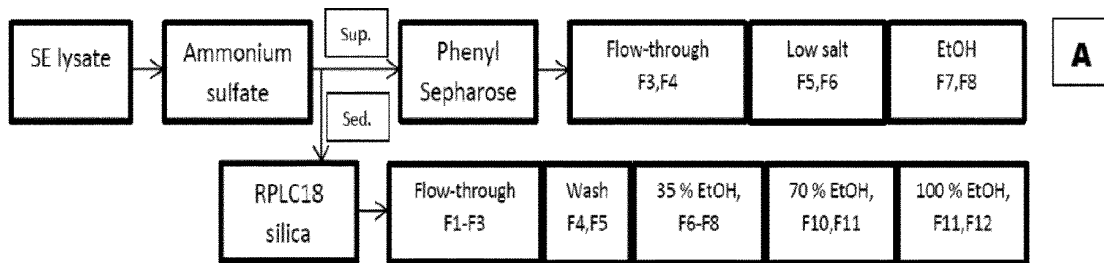 SE lysate
Ammonium
sulfate
Sup.
Sed.
Phenyl
Sepharose
Flow-through
F3,F4
Low salt
F5,F6
EtOH
F7,F8
A
RPLC18
silica
Flow-through
F1-F3
Wash
F4,F5
35 % EtOH,
F6-F8
70 % EtOH,
F10,F11
100 % EtOH,
F11,F12